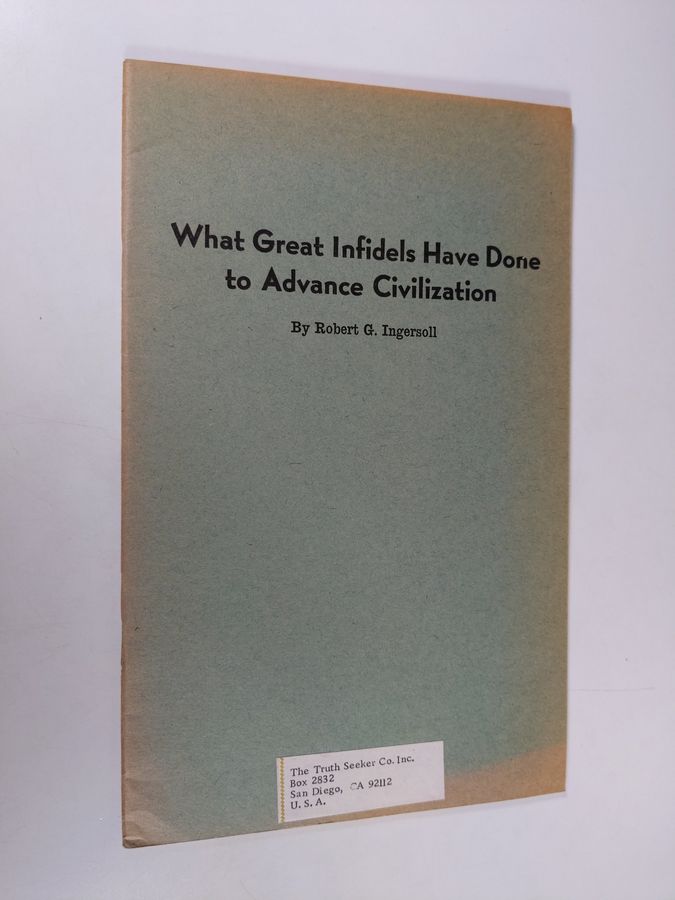 What Great Infidels Have Done
to Advance Civilization
By Robert G. Ingersoll
The Truth Seeker Co. Inc.
Box 2832
San Diego, CA 92112
U. S. A.